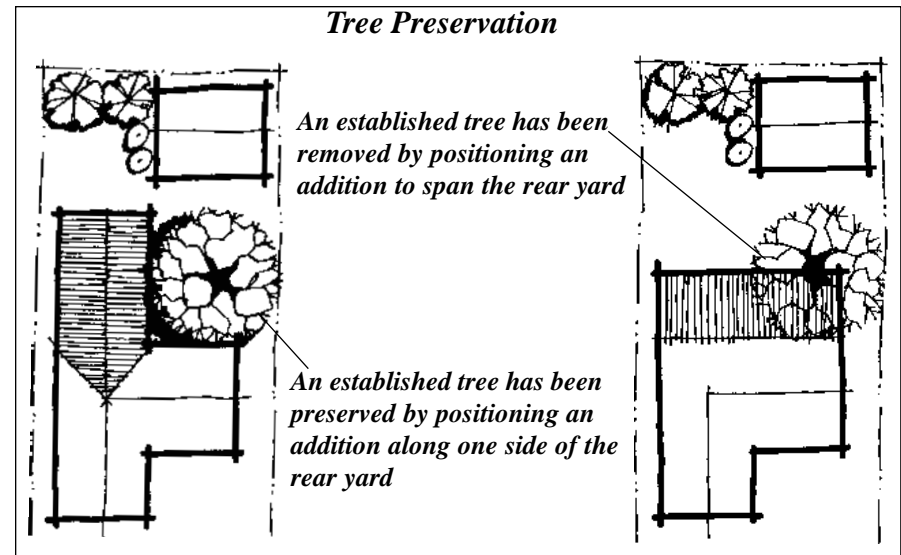 Tree Preservation
An established tree has been
removed by positioning an
addition to span the rear yard
An established tree has been
preserved by positioning an
addition along one side of the
rear yard